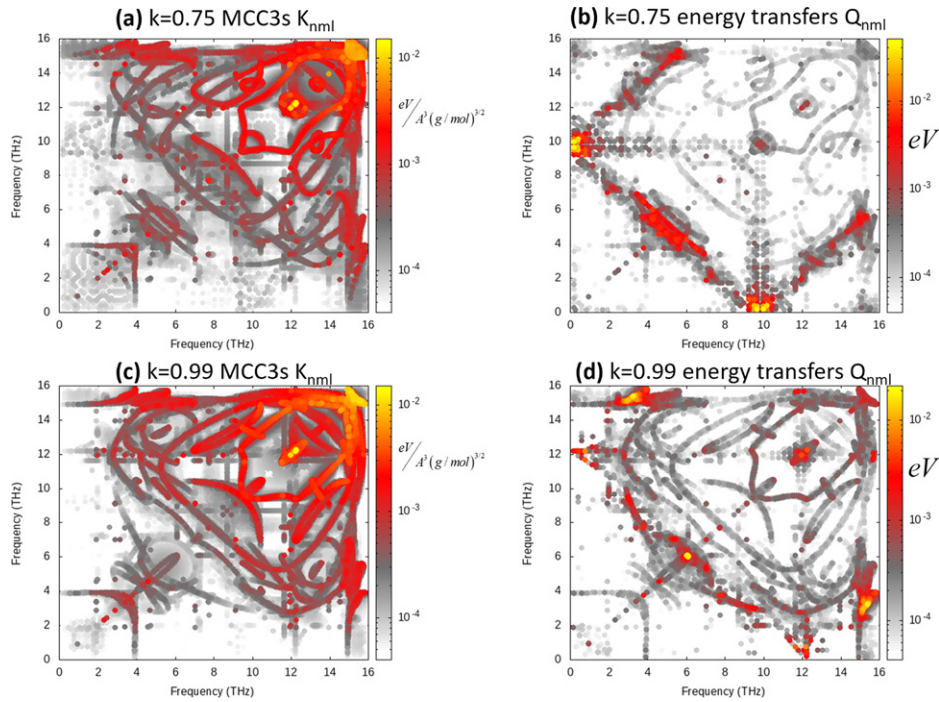 (a) k=0.75 MCC3s Knml
(b) k=0.75 energy transfers Qnml
16
14
12
10
8
6
4
2
0
Frequency (THz)
0 2 4 6 8 10 12 14 16
Frequency (THz)
10⁻²
eV/A³(g/mol)^3/2
10⁻³
10⁻⁴
16
14
12
10
8
6
4
2
0
Frequency (THz)
0 2 4 6 8 10 12 14 16
Frequency (THz)
10⁻²
eV
10⁻³
10⁻⁴
(c) k=0.99 MCC3s Knml
(d) k=0.99 energy transfers Qnml
16
14
12
10
8
6
4
2
0
Frequency (THz)
0 2 4 6 8 10 12 14 16
Frequency (THz)
10⁻²
eV/A³(g/mol)^3/2
10⁻³
10⁻⁴
16
14
12
10
8
6
4
2
0
Frequency (THz)
0 2 4 6 8 10 12 14 16
Frequency (THz)
10⁻²
eV
10⁻³
10⁻⁴